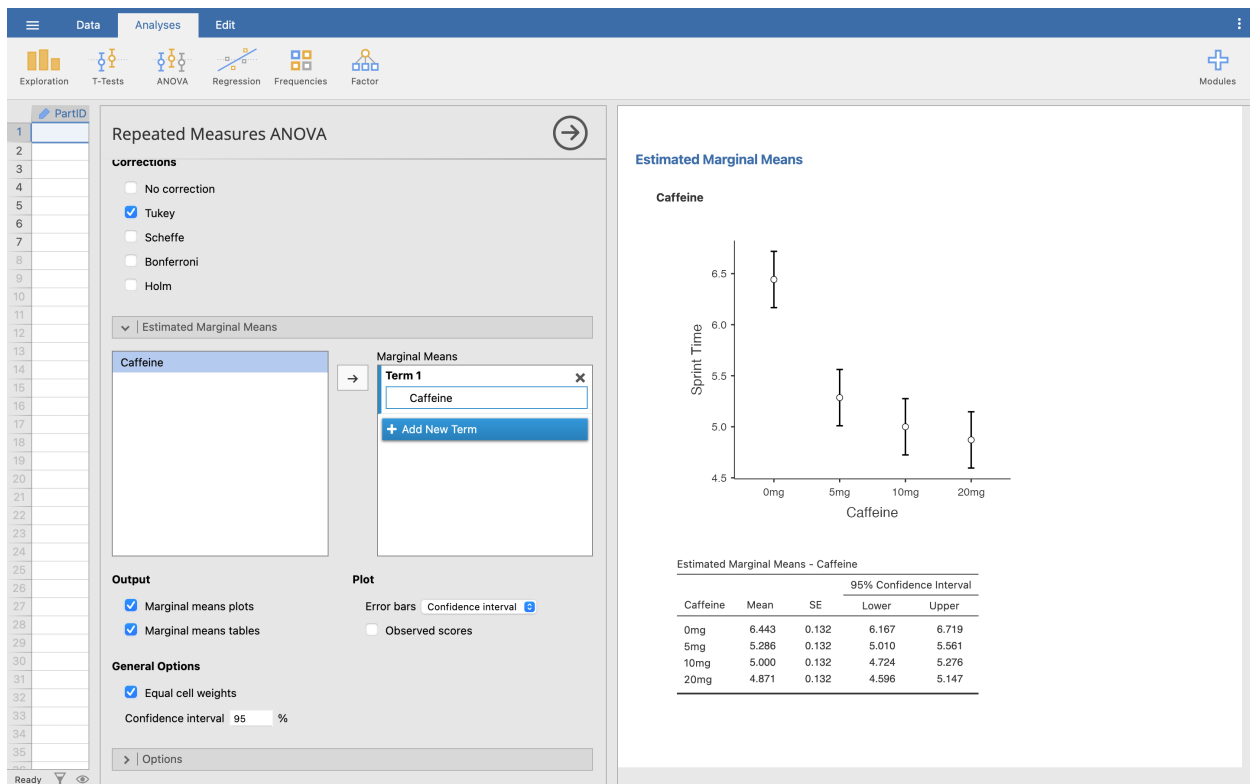 Data Analyses Edit
Exploration T-Tests ANOVA Regression Frequencies Factor Modules
PartID
1
2
3
4
5
6
7
8
9
10
11
12
13
14
15
16
17
18
19
20
21
22
23
24
25
26
27
28
29
30
31
32
33
34
35
Ready
Repeated Measures ANOVA
Corrections
No correction
Tukey
Scheffe
Bonferroni
Holm
Estimated Marginal Means
Caffeine
Marginal Means
Term 1
Caffeine
Add New Term
Output
Marginal means plots
Marginal means tables
Plot
Error bars Confidence interval
Observed scores
General Options
Equal cell weights
Confidence interval 95 %
Options
Estimated Marginal Means
Caffeine
Sprint Time
6.5
6.0
5.5
5.0
4.5
0mg 5mg 10mg 20mg
Caffeine
Estimated Marginal Means - Caffeine
95% Confidence Interval
Caffeine Mean SE Lower Upper
0mg 6.443 0.132 6.167 6.719
5mg 5.286 0.132 5.010 5.561
10mg 5.000 0.132 4.724 5.276
20mg 4.871 0.132 4.596 5.147